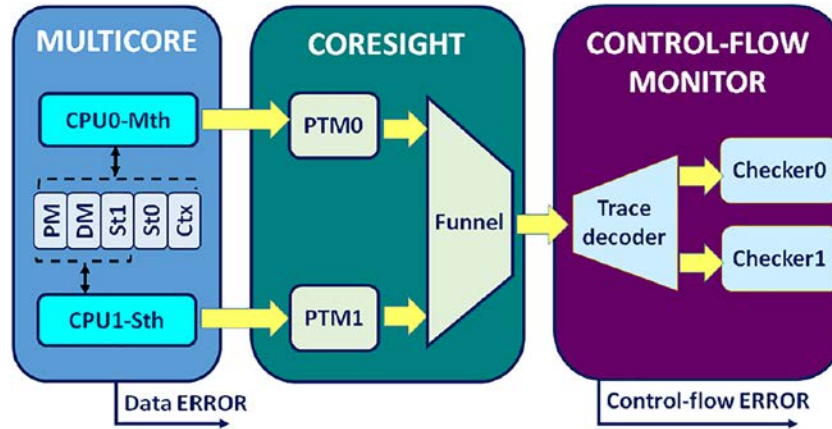 MULTICORE
CPU0-Mth
PM
DM
St1
St0
Ctx
CPU1-Sth
Data ERROR
CORESIGHT
PTM0
PTM1
Funnel
CONTROL-FLOW
MONITOR
Trace
decoder
Checker0
Checker1
Control-flow ERROR